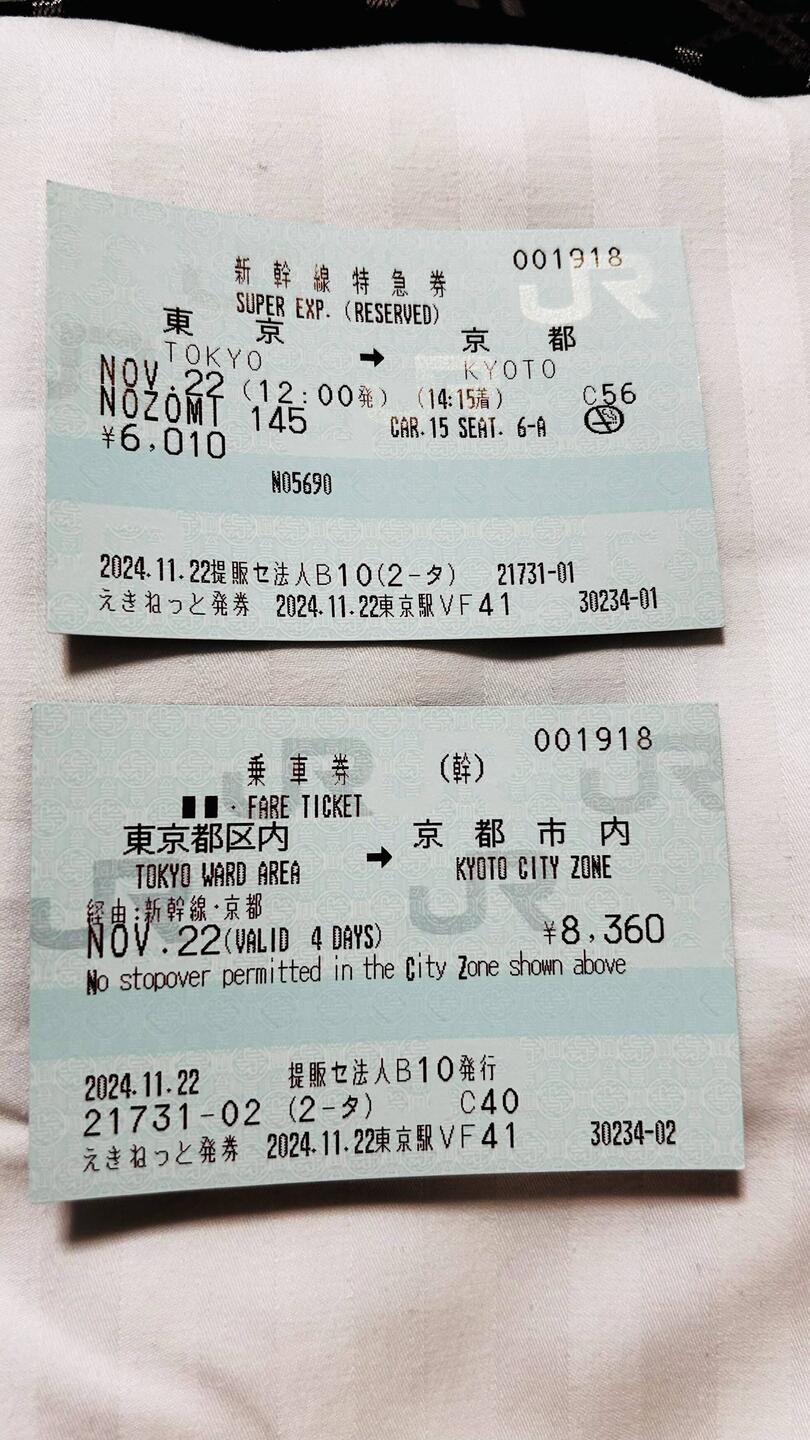 001918
新幹線特急券
SUPER EXP. (RESERVED)
東京 → 京都
TOKYO KYOTO
NOV.22 (12:00発) (14:15着) C56
NOZOMI 145 CAR.15 SEAT. 6-A
¥6,010
N05690
2024.11.22提販セ法人B10(2-タ) 21731-01
えきねっと発券 2024.11.22東京駅VF41 30234-01
JR
001918
乗車券 (幹)
■■・FARE TICKET
東京都区内 → 京都市内
TOKYO WARD AREA KYOTO CITY ZONE
経由:新幹線・京都
NOV.22(VALID 4 DAYS) ¥8,360
No stopover permitted in the City Zone shown above
2024.11.22 提販セ法人B10発行
21731-02 (2-タ) C40
えきねっと発券 2024.11.22東京駅VF41 30234-02
JR
JR
JR
JR